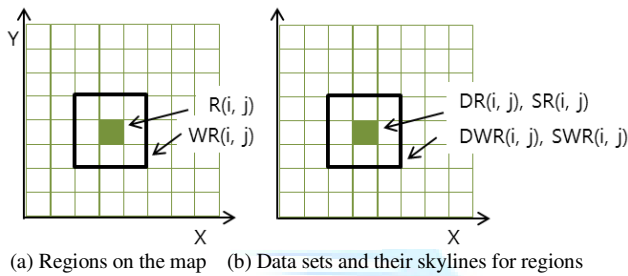 Y
R(i, j)
WR(i, j)
X
DR(i, j), SR(i, j)
DWR(i, j), SWR(i, j)
X
(a) Regions on the map (b) Data sets and their skylines for regions